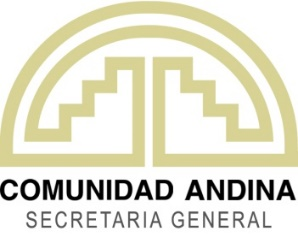 COMUNIDAD ANDINA
SECRETARIA GENERAL